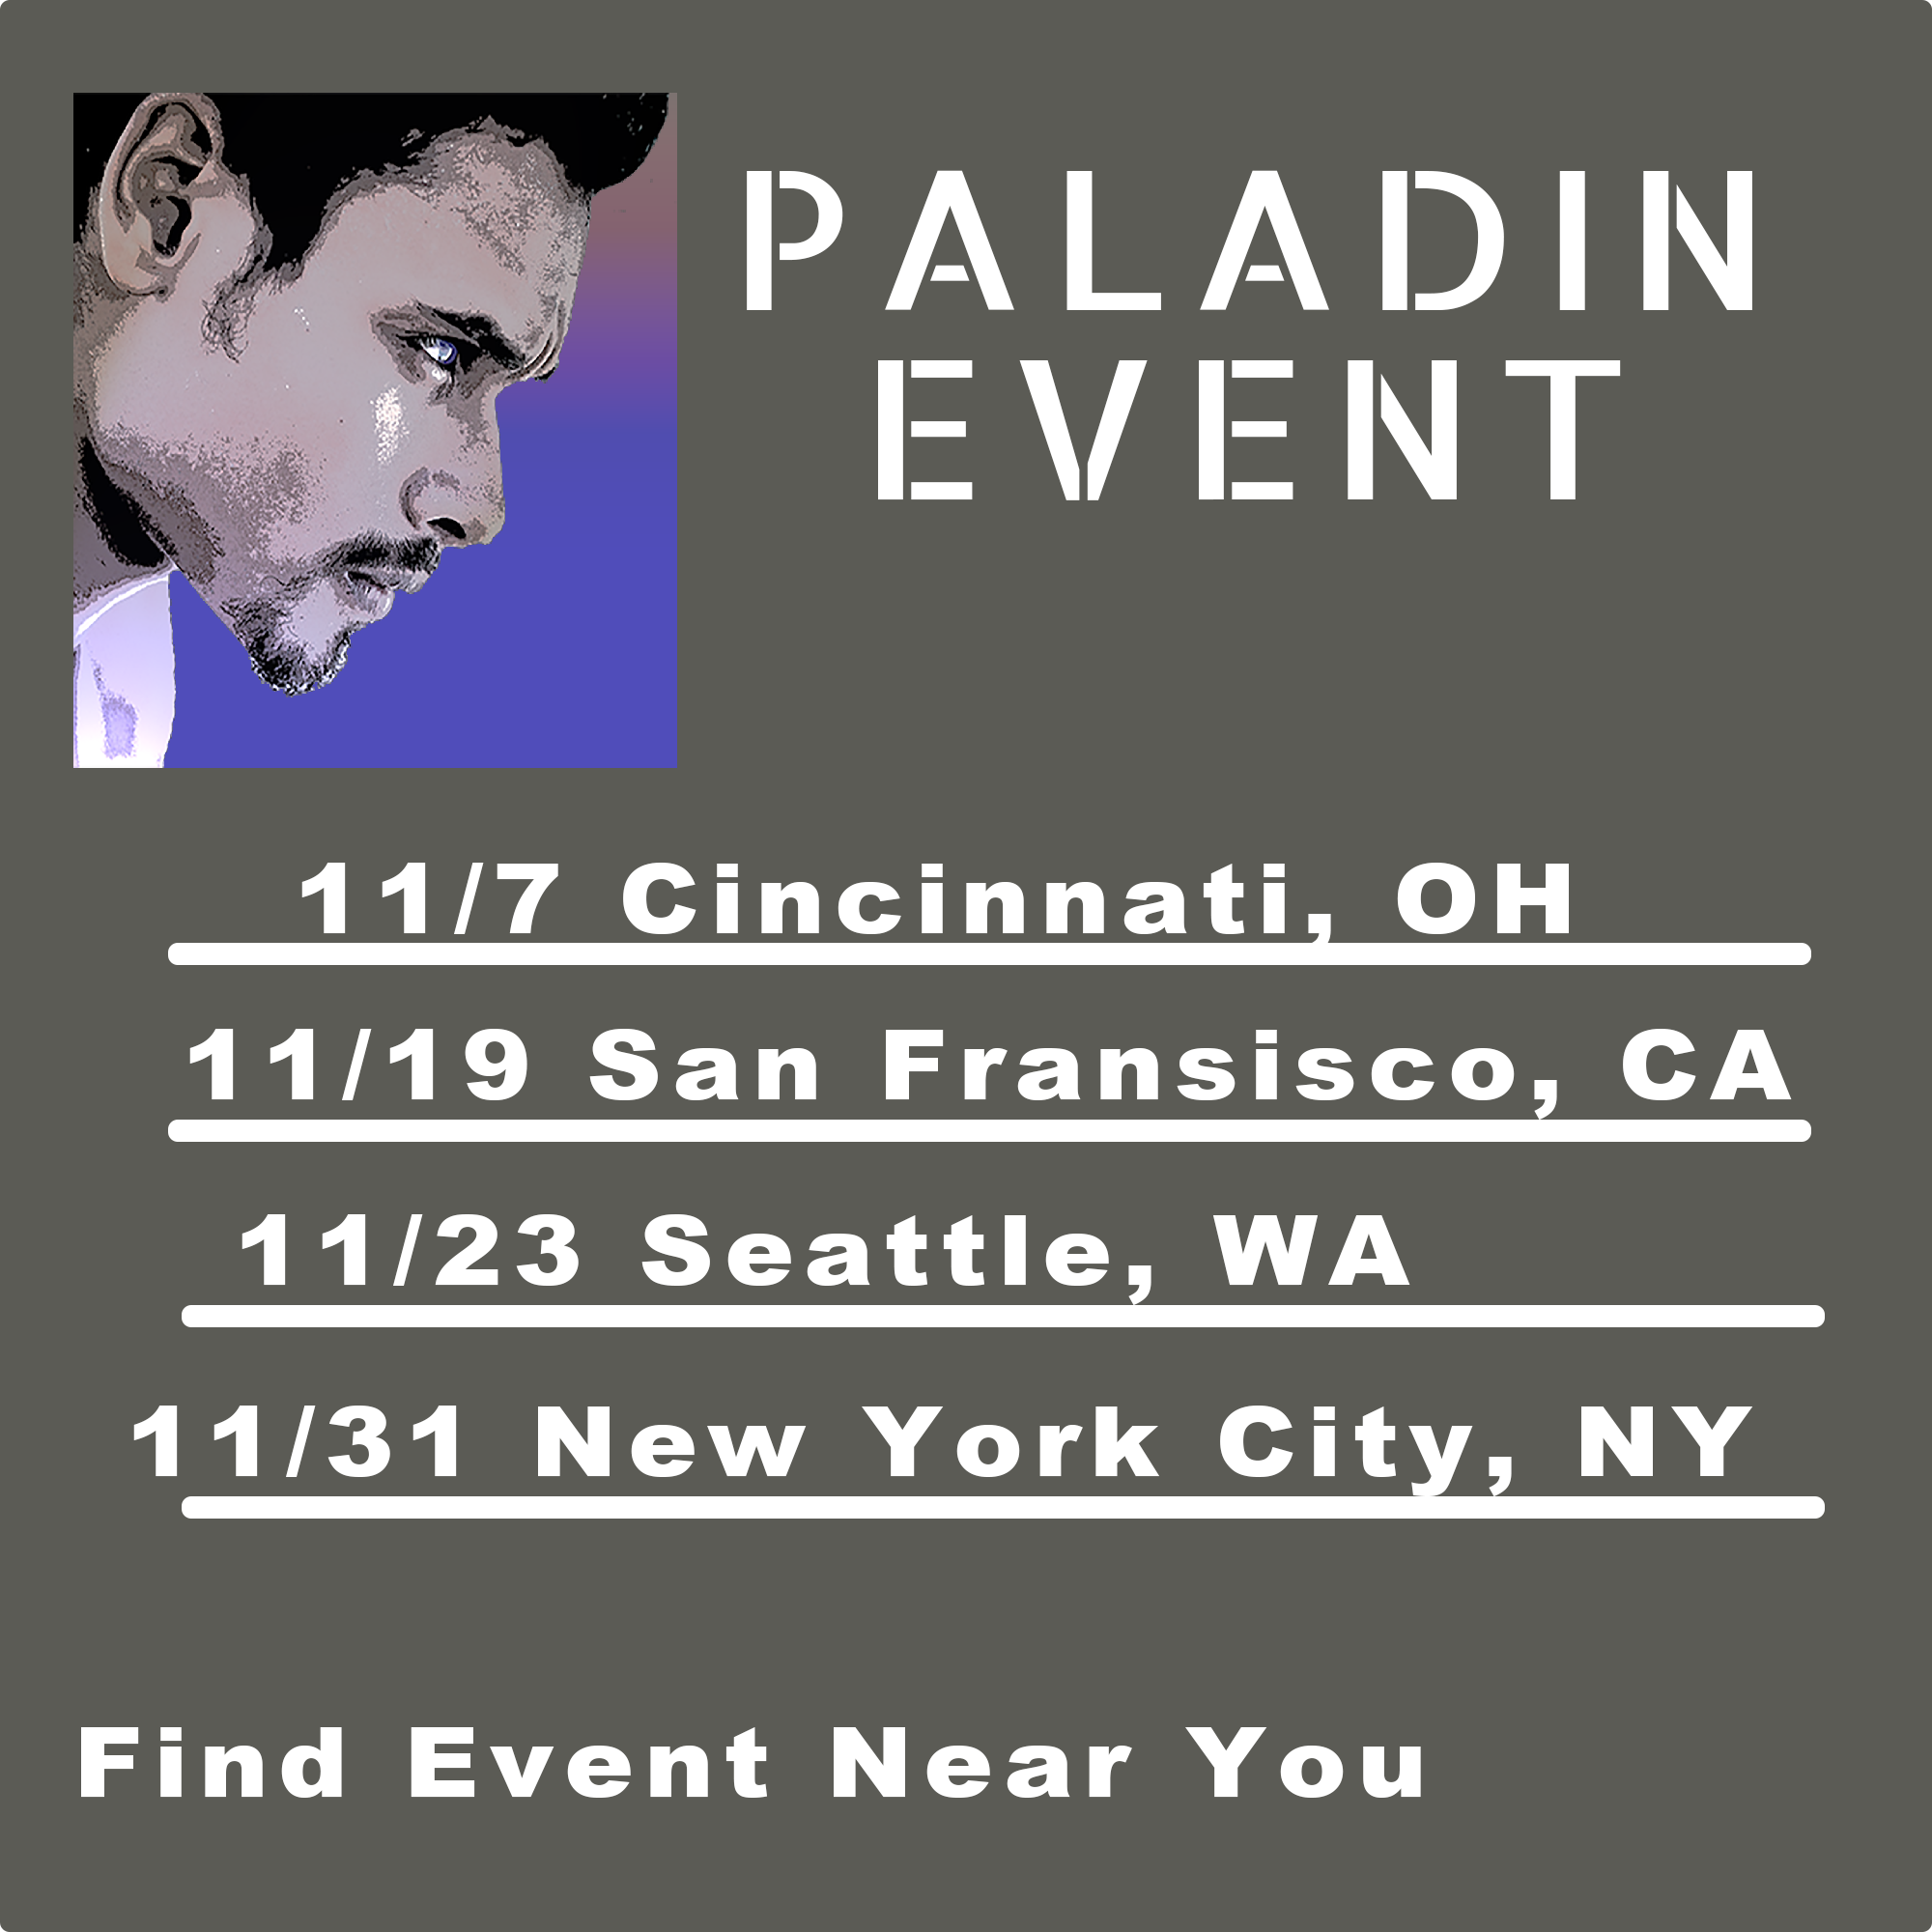 PALADIN
EVENT
11/7 Cincinnati, OH
11/19 San Fransisco, CA
11/23 Seattle, WA
11/31 New York City, NY
Find Event Near You